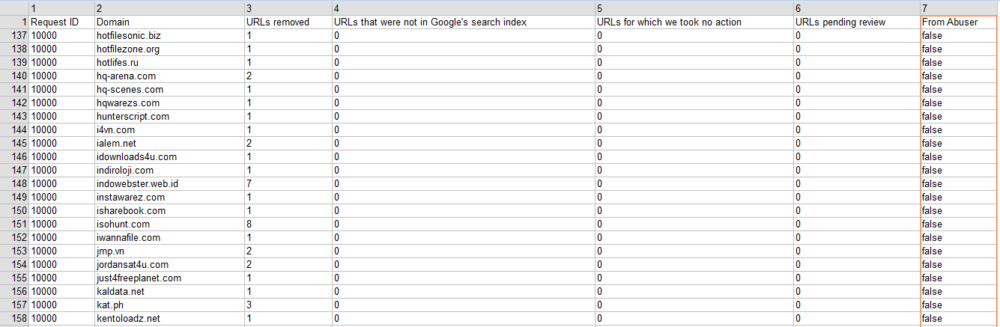 1 2 3 4 5 6 7
1 Request ID Domain URLs removed URLs that were not in Google's search index URLs for which we took no action URLs pending review From Abuser
137 10000 hotfilesonic.biz 1 0 0 0 false
138 10000 hotfilezone.org 1 0 0 0 false
139 10000 hotlifes.ru 1 0 0 0 false
140 10000 hq-arena.com 2 0 0 0 false
141 10000 hq-scenes.com 1 0 0 0 false
142 10000 hqwarezs.com 1 0 0 0 false
143 10000 hunterscript.com 1 0 0 0 false
144 10000 i4vn.com 1 0 0 0 false
145 10000 ialem.net 2 0 0 0 false
146 10000 idownloads4u.com 1 0 0 0 false
147 10000 indiroloji.com 1 0 0 0 false
148 10000 indowebster.web.id 7 0 0 0 false
149 10000 instawarez.com 1 0 0 0 false
150 10000 isharebook.com 1 0 0 0 false
151 10000 isohunt.com 8 0 0 0 false
152 10000 iwannafile.com 1 0 0 0 false
153 10000 jmp.vn 2 0 0 0 false
154 10000 jordansat4u.com 2 0 0 0 false
155 10000 just4freeplanet.com 1 0 0 0 false
156 10000 kaldata.net 1 0 0 0 false
157 10000 kat.ph 3 0 0 0 false
158 10000 kentoloadz.net 1 0 0 0 false